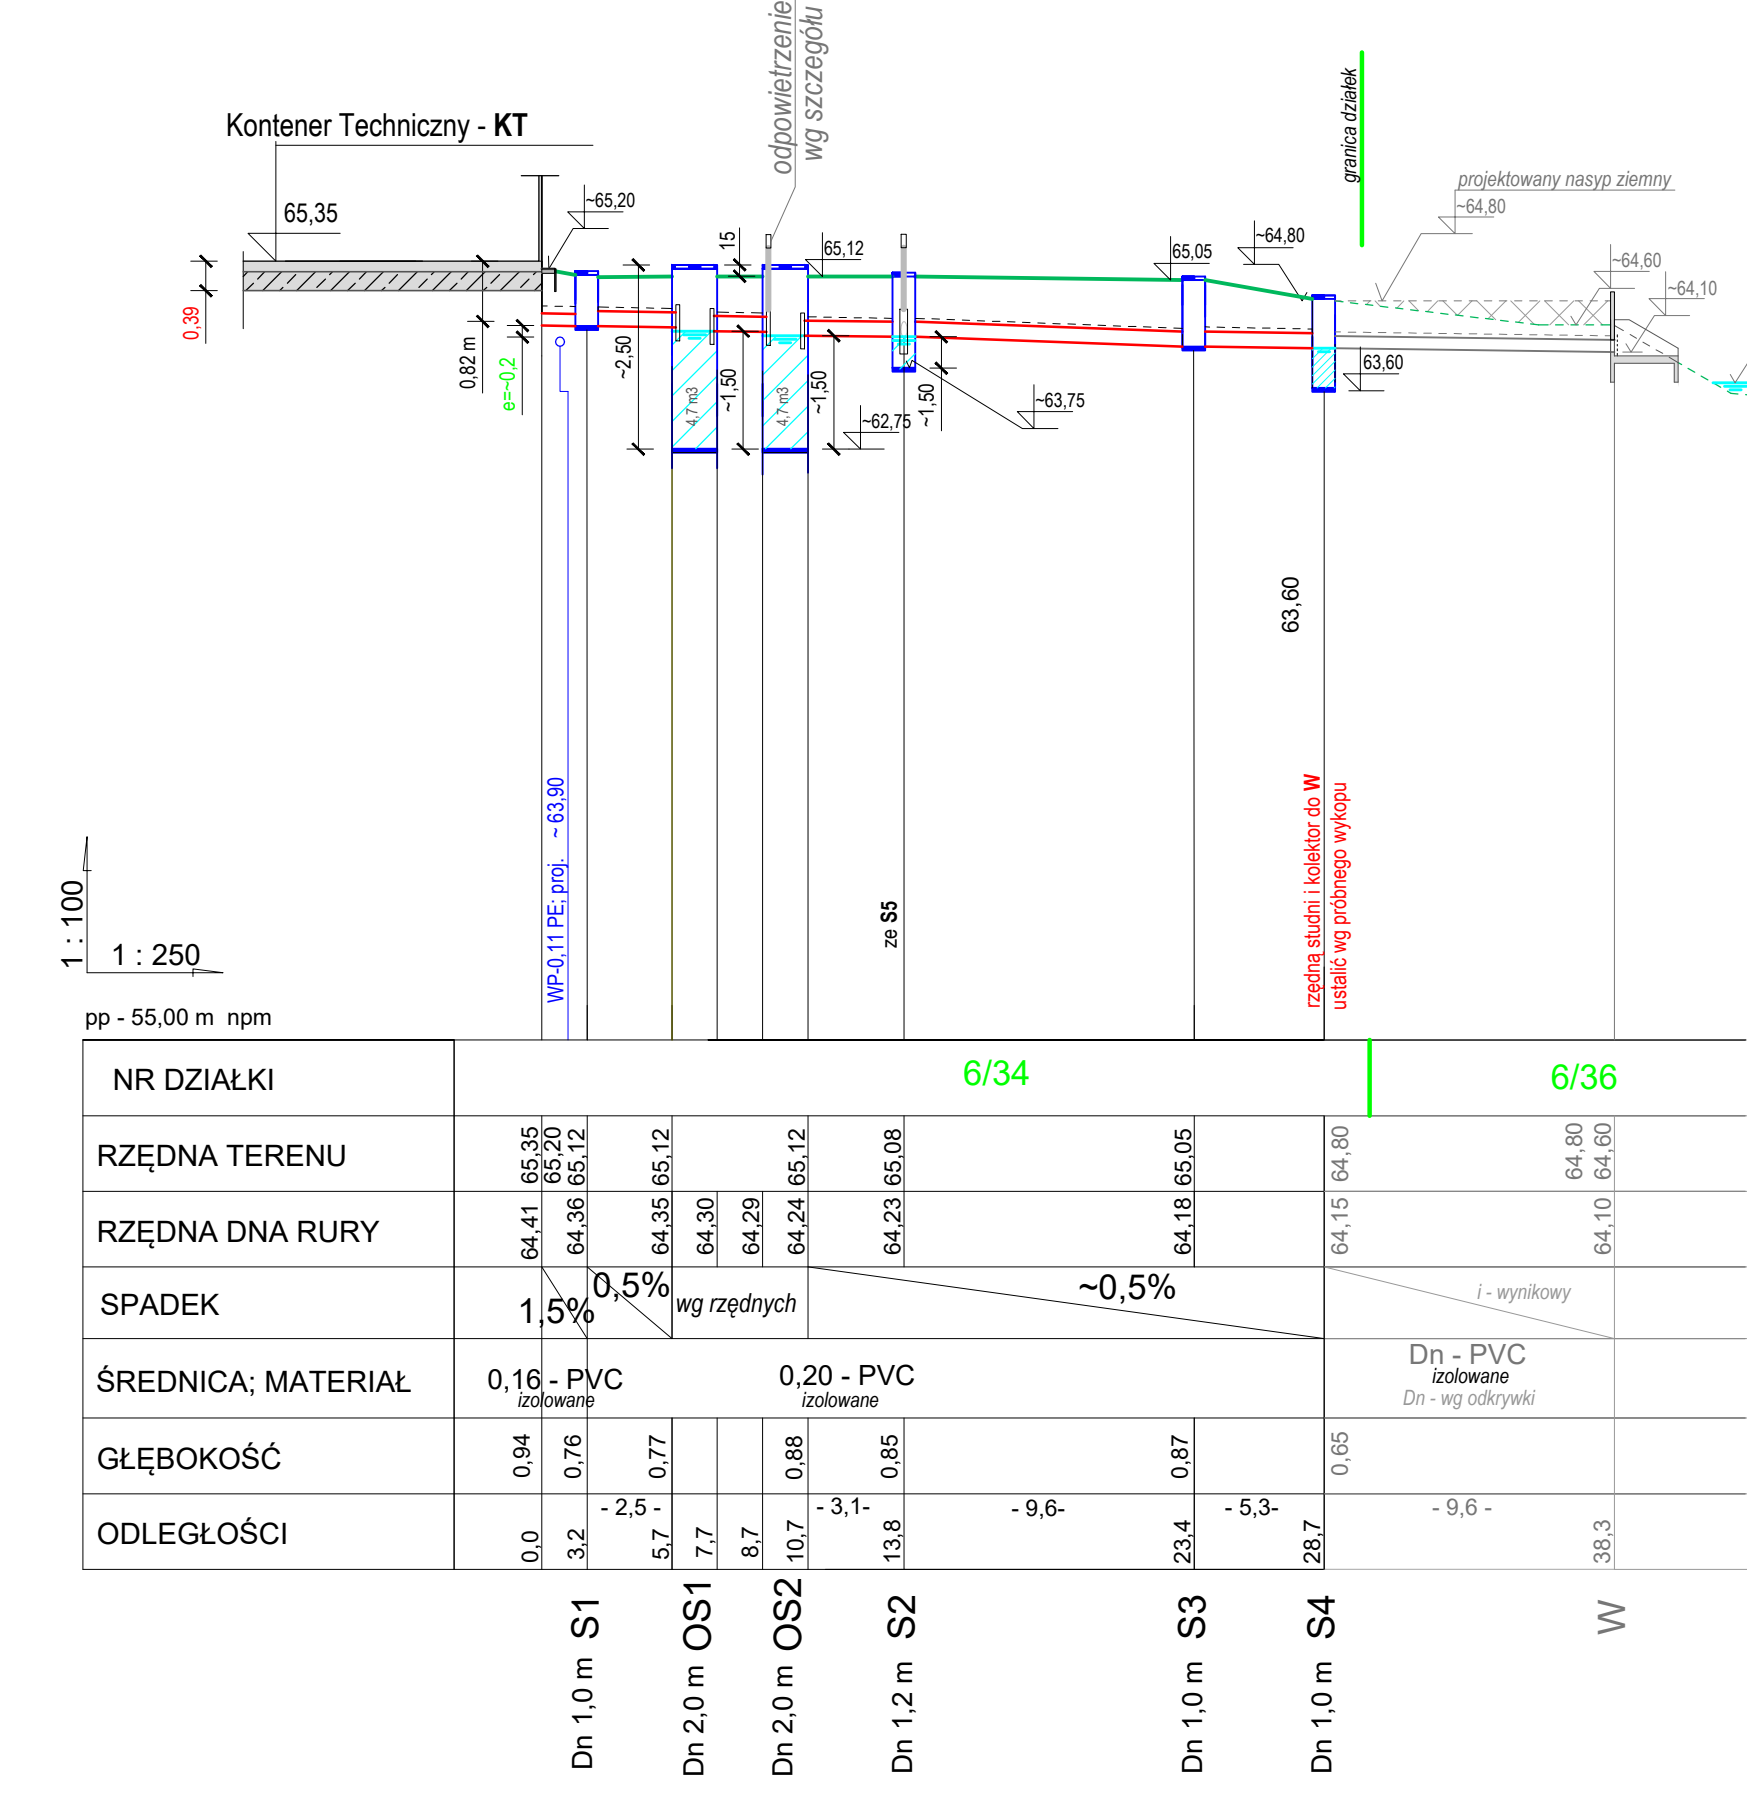 odpowietrzenie
wg szczegółu
granica działek
Kontener Techniczny - KT
projektowany nasyp ziemny
~65,20
65,35
15
65,12
65,05
~64,80
~64,80
~64,60
~64,10
0,39
0,82 m
e=~0,2
~2,50
4,7 m3
~1,50
4,7 m3
~1,50
~62,75
~1,50
~63,75
63,60
63,60
WP-0,11 PE; proj. ~ 63,90
ze S5
rzędną studni i kolektor do W
ustalić wg próbnego wykopu
1 : 100
1 : 250
pp - 55,00 m npm
NR DZIAŁKI 6/34 6/36
RZĘDNA TERENU 65,35 65,20 65,12 65,12 65,12 65,08 65,05 64,80 64,80 64,60
RZĘDNA DNA RURY 64,41 64,36 64,35 64,30 64,29 64,24 64,23 64,18 64,15 64,10
SPADEK 1,5% 0,5% wg rzędnych ~0,5% i - wynikowy
ŚREDNICA; MATERIAŁ 0,16 - PVC 0,20 - PVC Dn - PVC
izolowane izolowane izolowane
Dn - wg odkrywki
GŁĘBOKOŚĆ 0,94 0,76 0,77 0,88 0,85 0,87 0,65
- 2,5 - - 3,1- - 9,6- - 5,3- - 9,6 -
ODLEGŁOŚCI 0,0 3,2 5,7 7,7 8,7 10,7 13,8 23,4 28,7 38,3
Dn 1,0 m S1
Dn 2,0 m OS1
Dn 2,0 m OS2
Dn 1,2 m S2
Dn 1,0 m S3
Dn 1,0 m S4
W